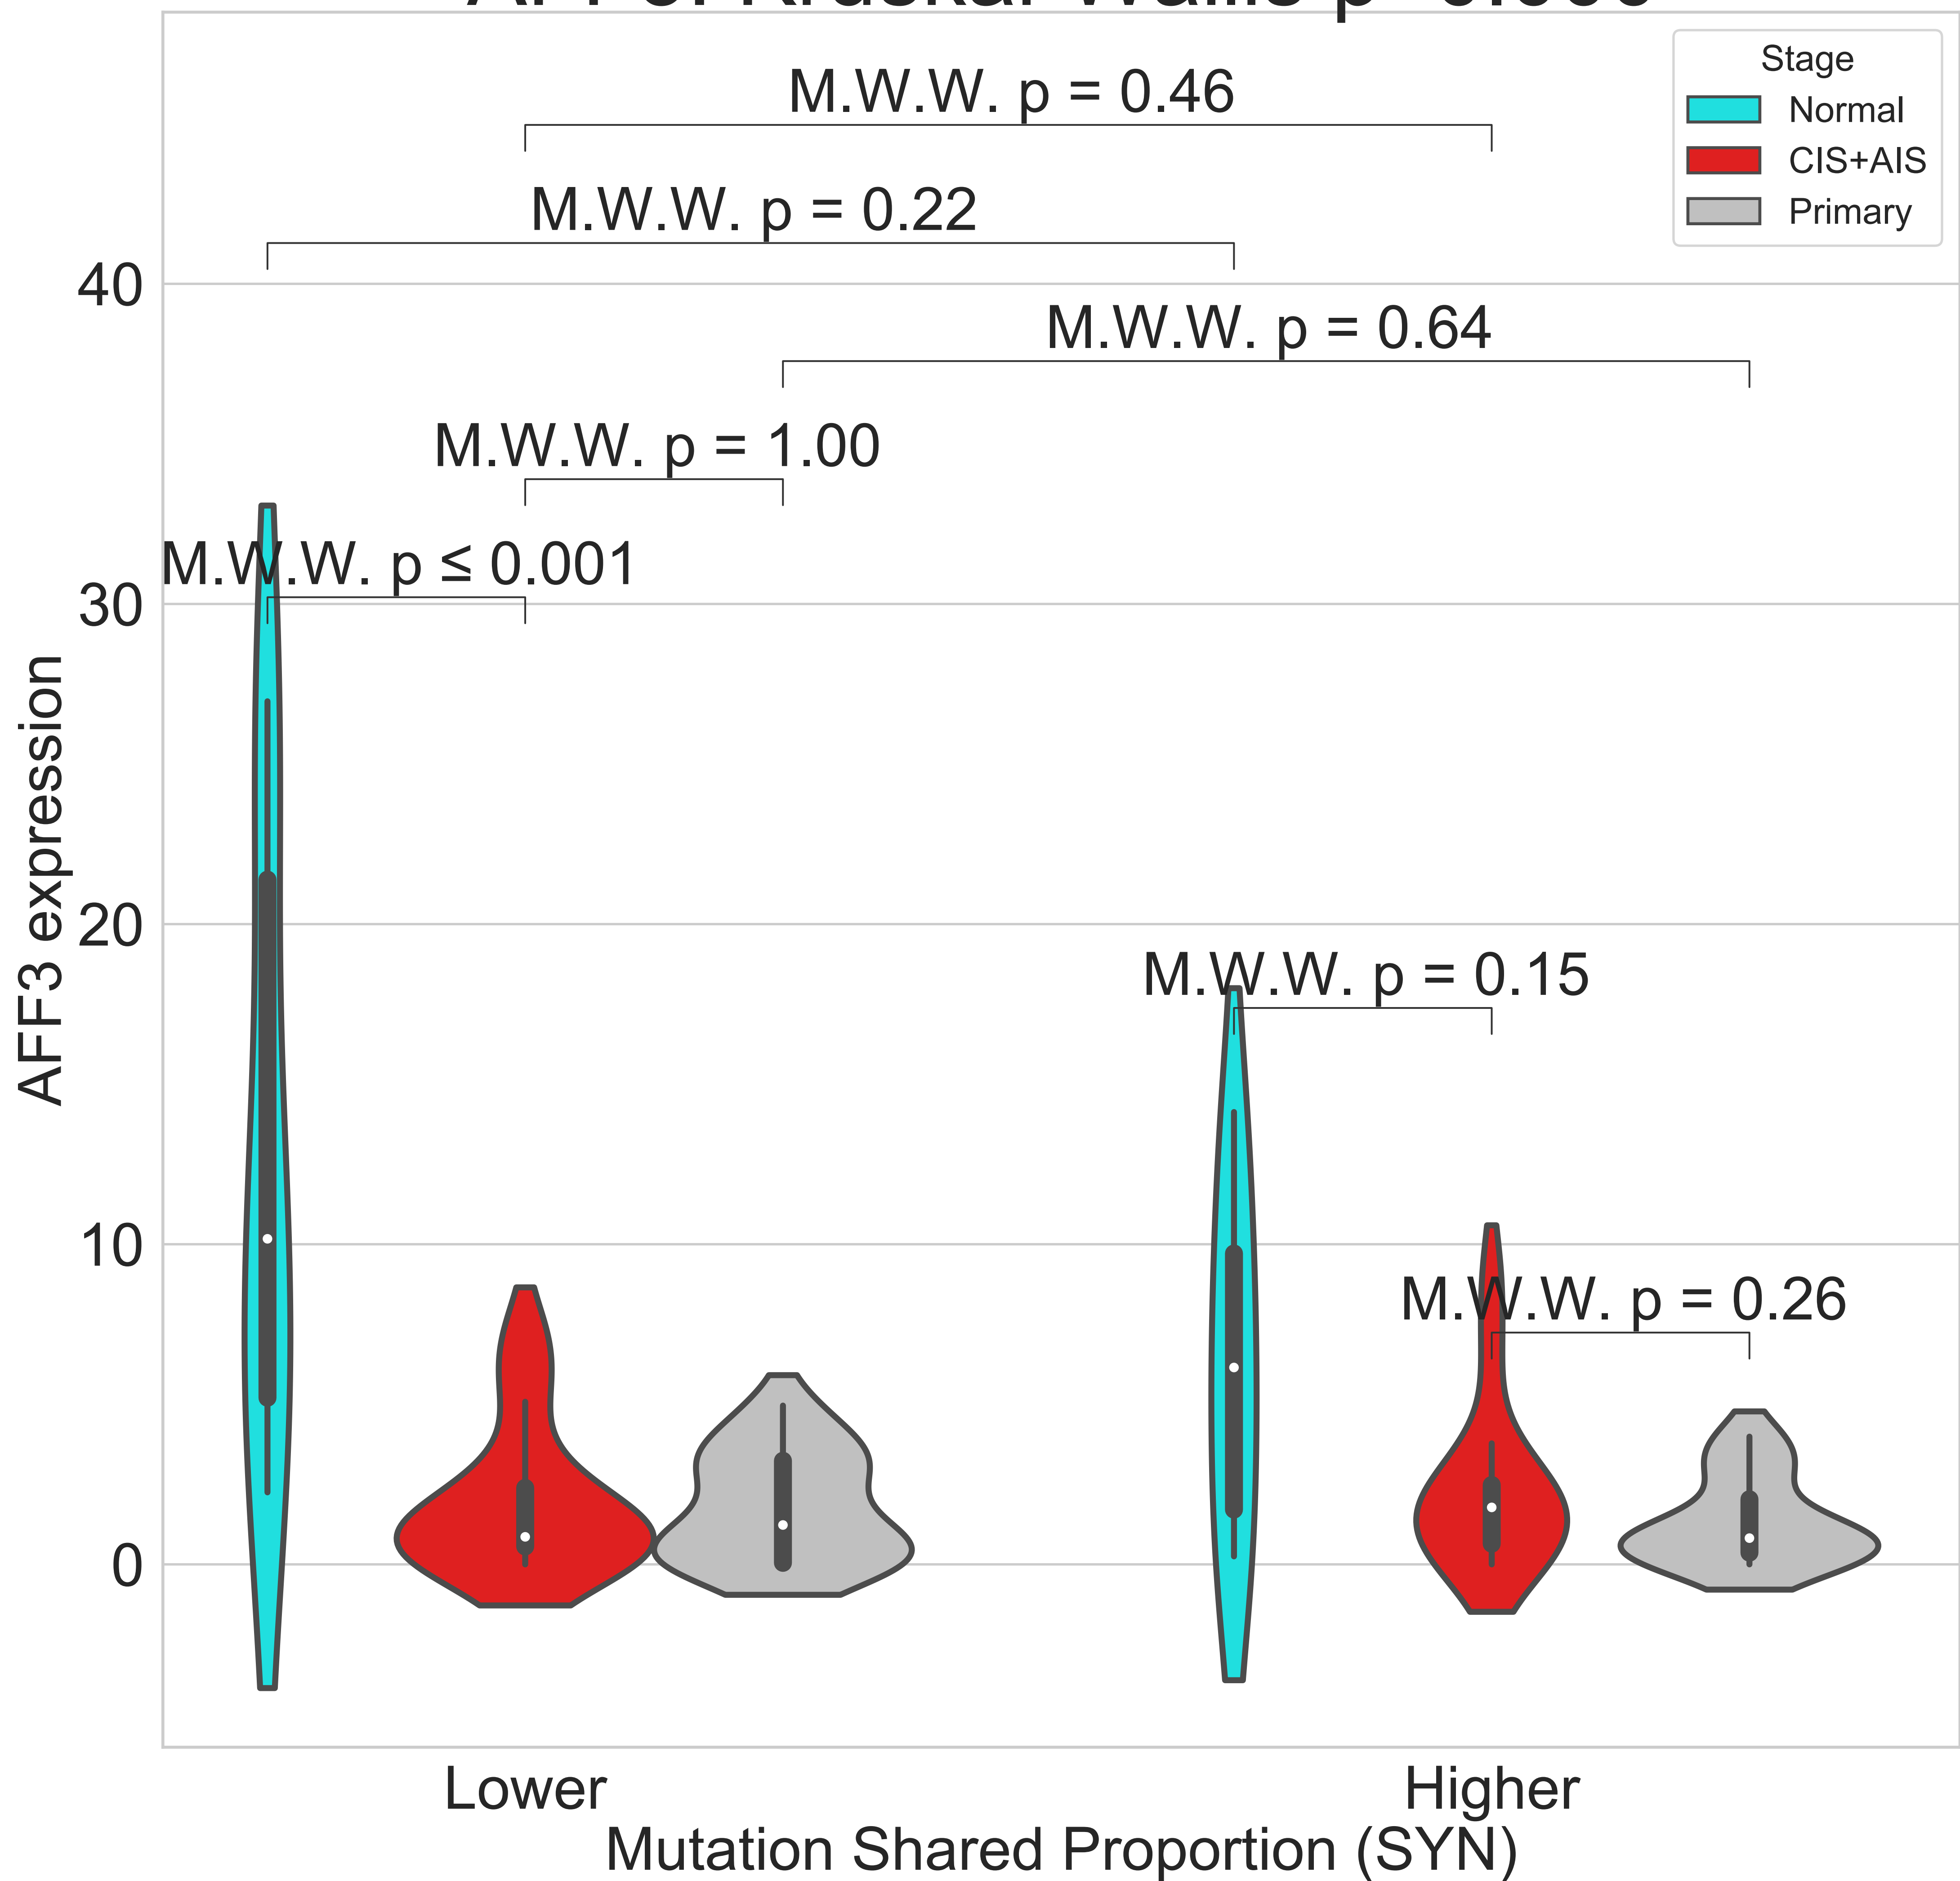 Stage
Normal
CIS+AIS
Primary
M.W.W. p = 0.46
M.W.W. p = 0.22
M.W.W. p = 0.64
M.W.W. p = 1.00
M.W.W. p ≤ 0.001
M.W.W. p = 0.15
M.W.W. p = 0.26
AFF3 expression
40
30
20
10
0
Lower
Higher
Mutation Shared Proportion (SYN)